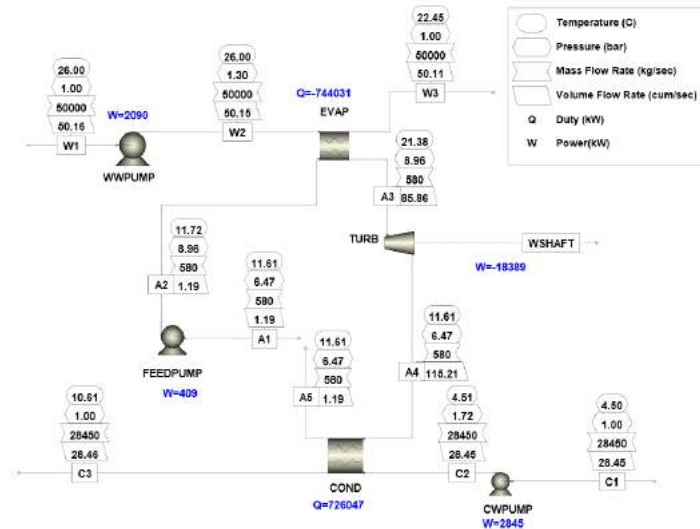 26.00
1.00
50000
50.16
W1
W=2090
WWPUMP
26.00
1.30
50000
50.15
W2
Q=-744031
EVAP
22.45
1.00
50000
50.11
W3
Temperature (C)
Pressure (bar)
Mass Flow Rate (kg/sec)
Volume Flow Rate (cum/sec)
Q Duty (kW)
W Power(kW)
21.38
8.96
580
A3 85.86
TURB
WSHAFT
W=-18389
11.72
8.96
580
A2 1.19
11.61
6.47
580
1.19
A1
FEEDPUMP
W=409
11.61
6.47
580
A5 1.19
11.61
6.47
580
A4 115.21
10.61
1.00
28450
28.46
C3
COND
Q=726047
4.51
1.72
28450
28.45
C2
4.50
1.00
28450
28.45
C1
CWPUMP
W=2845